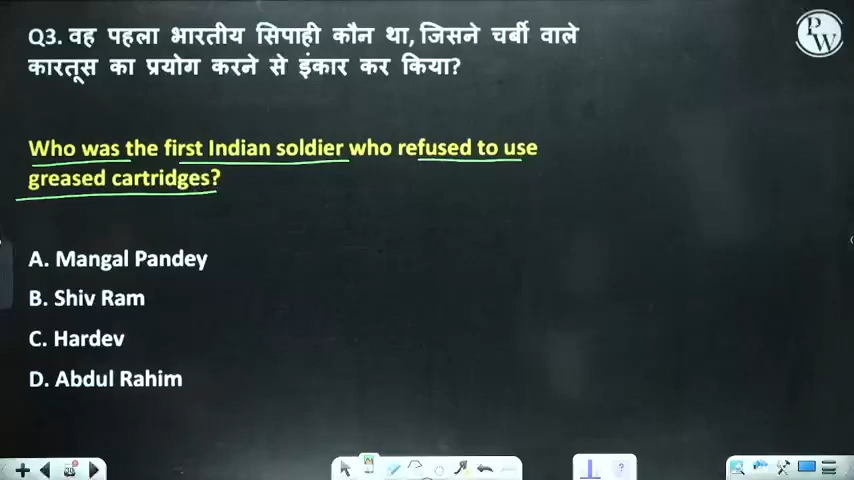 Q3. वह पहला भारतीय सिपाही कौन था, जिसने चर्बी वाले
कारतूस का प्रयोग करने से इंकार कर किया?
Who was the first Indian soldier who refused to use
greased cartridges?
A. Mangal Pandey
B. Shiv Ram
C. Hardev
D. Abdul Rahim
PW